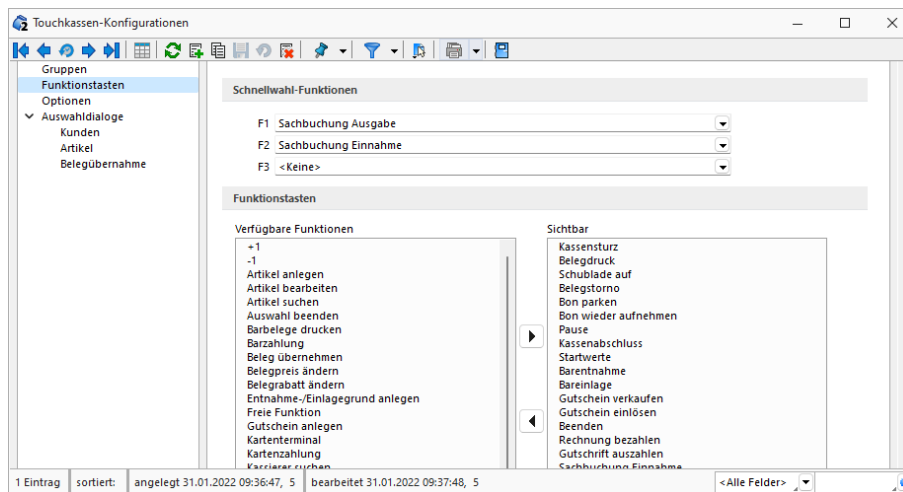 Touchkassen-Konfigurationen
Gruppen
Funktionstasten
Optionen
Auswahldialoge
Kunden
Artikel
Belegübernahme
Schnellwahl-Funktionen
F1 Sachbuchung Ausgabe
F2 Sachbuchung Einnahme
F3 <Keine>
Funktionstasten
Verfügbare Funktionen
+1
-1
Artikel anlegen
Artikel bearbeiten
Artikel suchen
Auswahl beenden
Barbelege drucken
Barzahlung
Beleg übernehmen
Belegpreis ändern
Belegrabatt ändern
Entnahme-/Einlagegrund anlegen
Freie Funktion
Gutschein anlegen
Kartenterminal
Kartenzahlung
Kassierer suchen
Sichtbar
Kassensturz
Belegdruck
Schublade auf
Belegstorno
Bon parken
Bon wieder aufnehmen
Pause
Kassenabschluss
Startwerte
Barentnahme
Bareinlage
Gutschein verkaufen
Gutschein einlösen
Beenden
Rechnung bezahlen
Gutschrift auszahlen
Sachbuchung Einnahme
1 Eintrag sortiert: angelegt 31.01.2022 09:36:47, 5 bearbeitet 31.01.2022 09:37:48, 5 <Alle Felder>